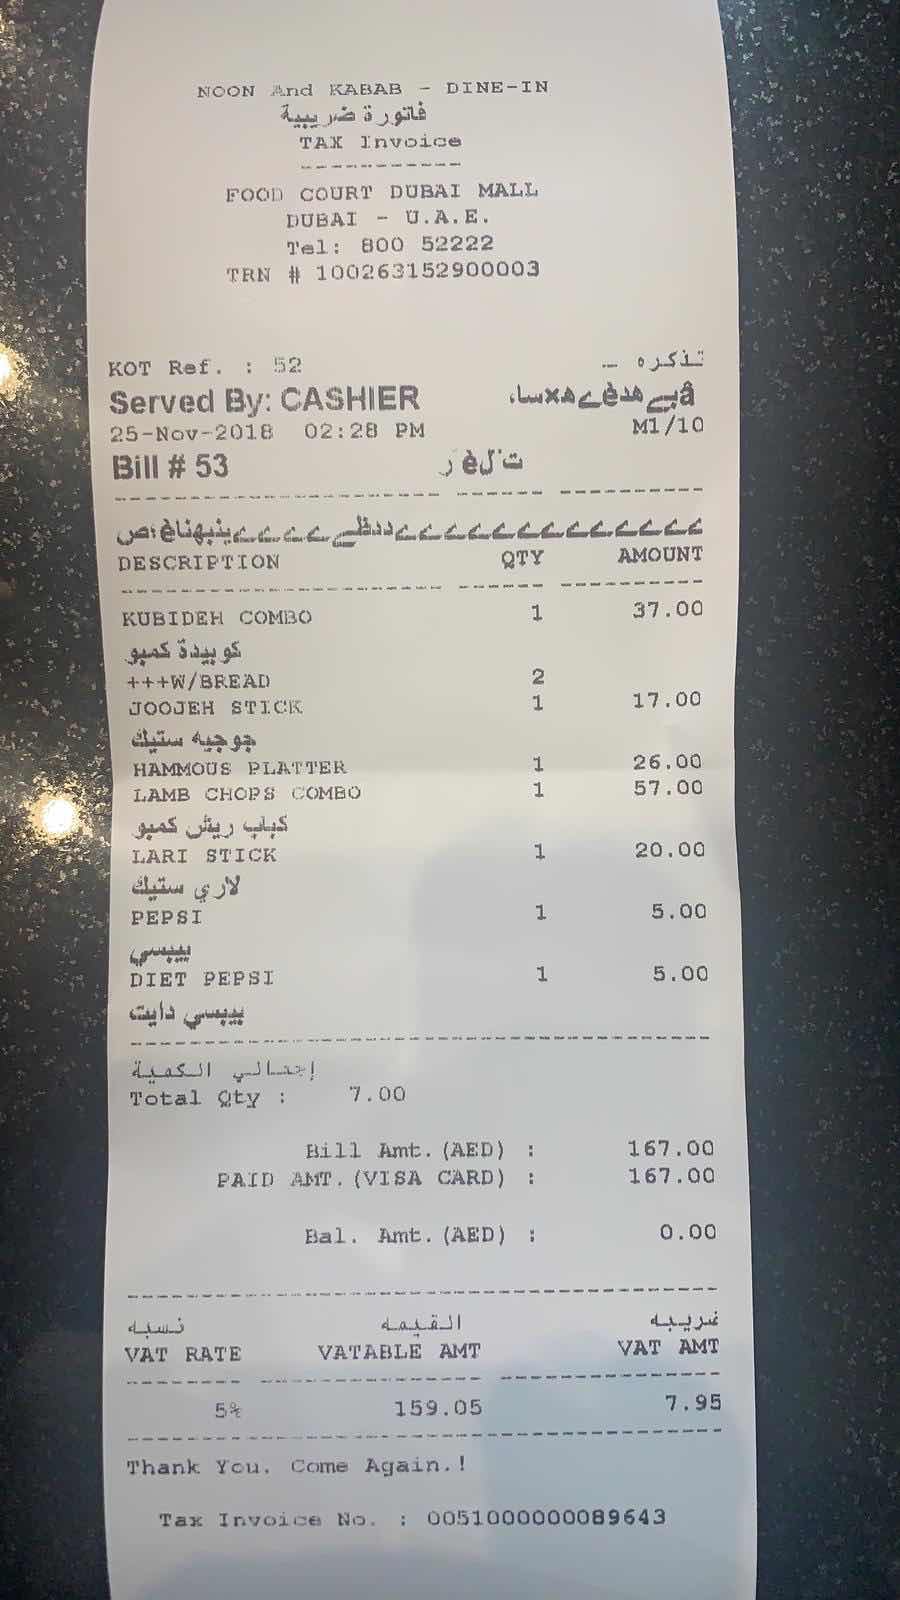 NOON And KABAB - DINE-IN
فاتورة ضريبية
TAX Invoice
------------
FOOD COURT DUBAI MALL
DUBAI - U.A.E.
Tel: 800 52222
TRN # 100263152900003
KOT Ref. : 52 تذكره -
Served By: CASHIER
25-Nov-2018 02:28 PM M1/10
Bill # 53
DESCRIPTION QTY AMOUNT
KUBIDEH COMBO 1 37.00
كوبيدة كمبو
+++W/BREAD 2
JOOJEH STICK 1 17.00
جوجيه ستيك
HAMMOUS PLATTER 1 26.00
LAMB CHOPS COMBO 1 57.00
كباب ريش كمبو
LARI STICK 1 20.00
لاري ستيك
PEPSI 1 5.00
بيبسي
DIET PEPSI 1 5.00
بيبسي دايت
إجمالي الكمية
Total Qty : 7.00
Bill Amt.(AED) : 167.00
PAID AMT.(VISA CARD) : 167.00
Bal. Amt.(AED) : 0.00
نسبه القيمه ضريبه
VAT RATE VATABLE AMT VAT AMT
5% 159.05 7.95
Thank You. Come Again.!
Tax Invoice No. : 0051000000089643